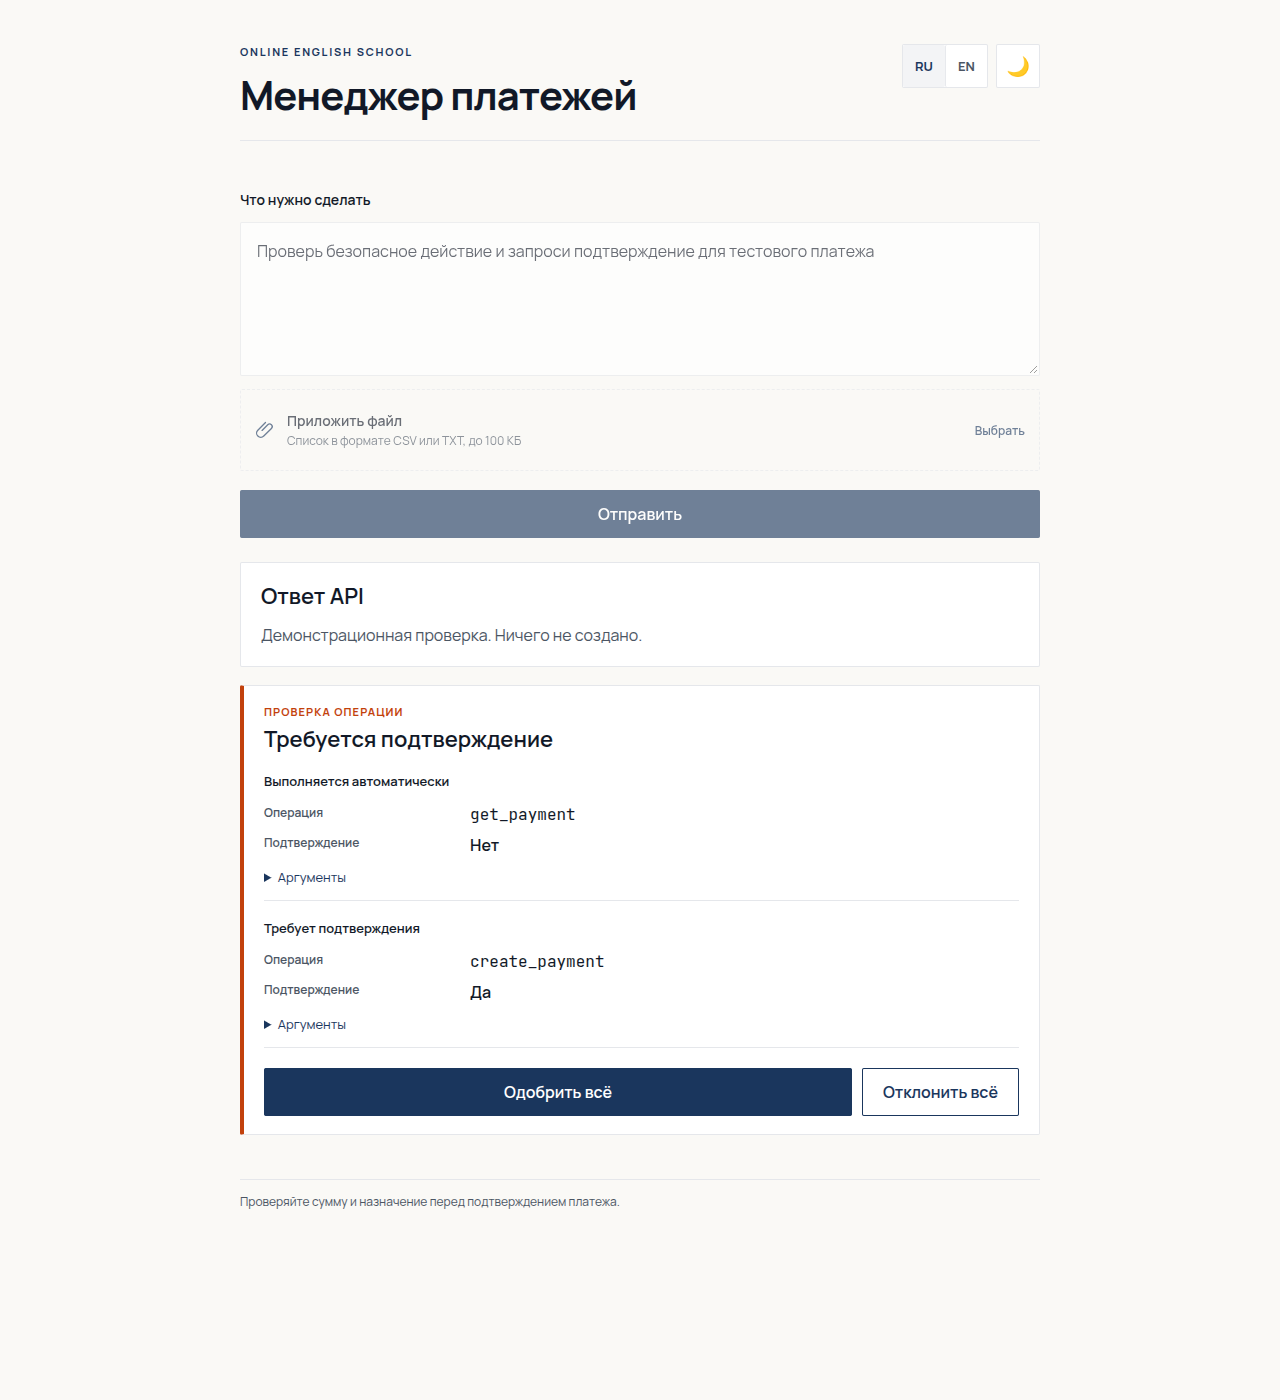 ONLINE ENGLISH SCHOOL
RU EN
Менеджер платежей
Что нужно сделать
Проверь безопасное действие и запроси подтверждение для тестового платежа
Приложить файл
Список в формате CSV или TXT, до 100 КБ
Выбрать
Отправить
Ответ API
Демонстрационная проверка. Ничего не создано.
ПРОВЕРКА ОПЕРАЦИИ
Требуется подтверждение
Выполняется автоматически
Операция get_payment
Подтверждение Нет
Аргументы
Требует подтверждения
Операция create_payment
Подтверждение Да
Аргументы
Одобрить всё Отклонить всё
Проверяйте сумму и назначение перед подтверждением платежа.